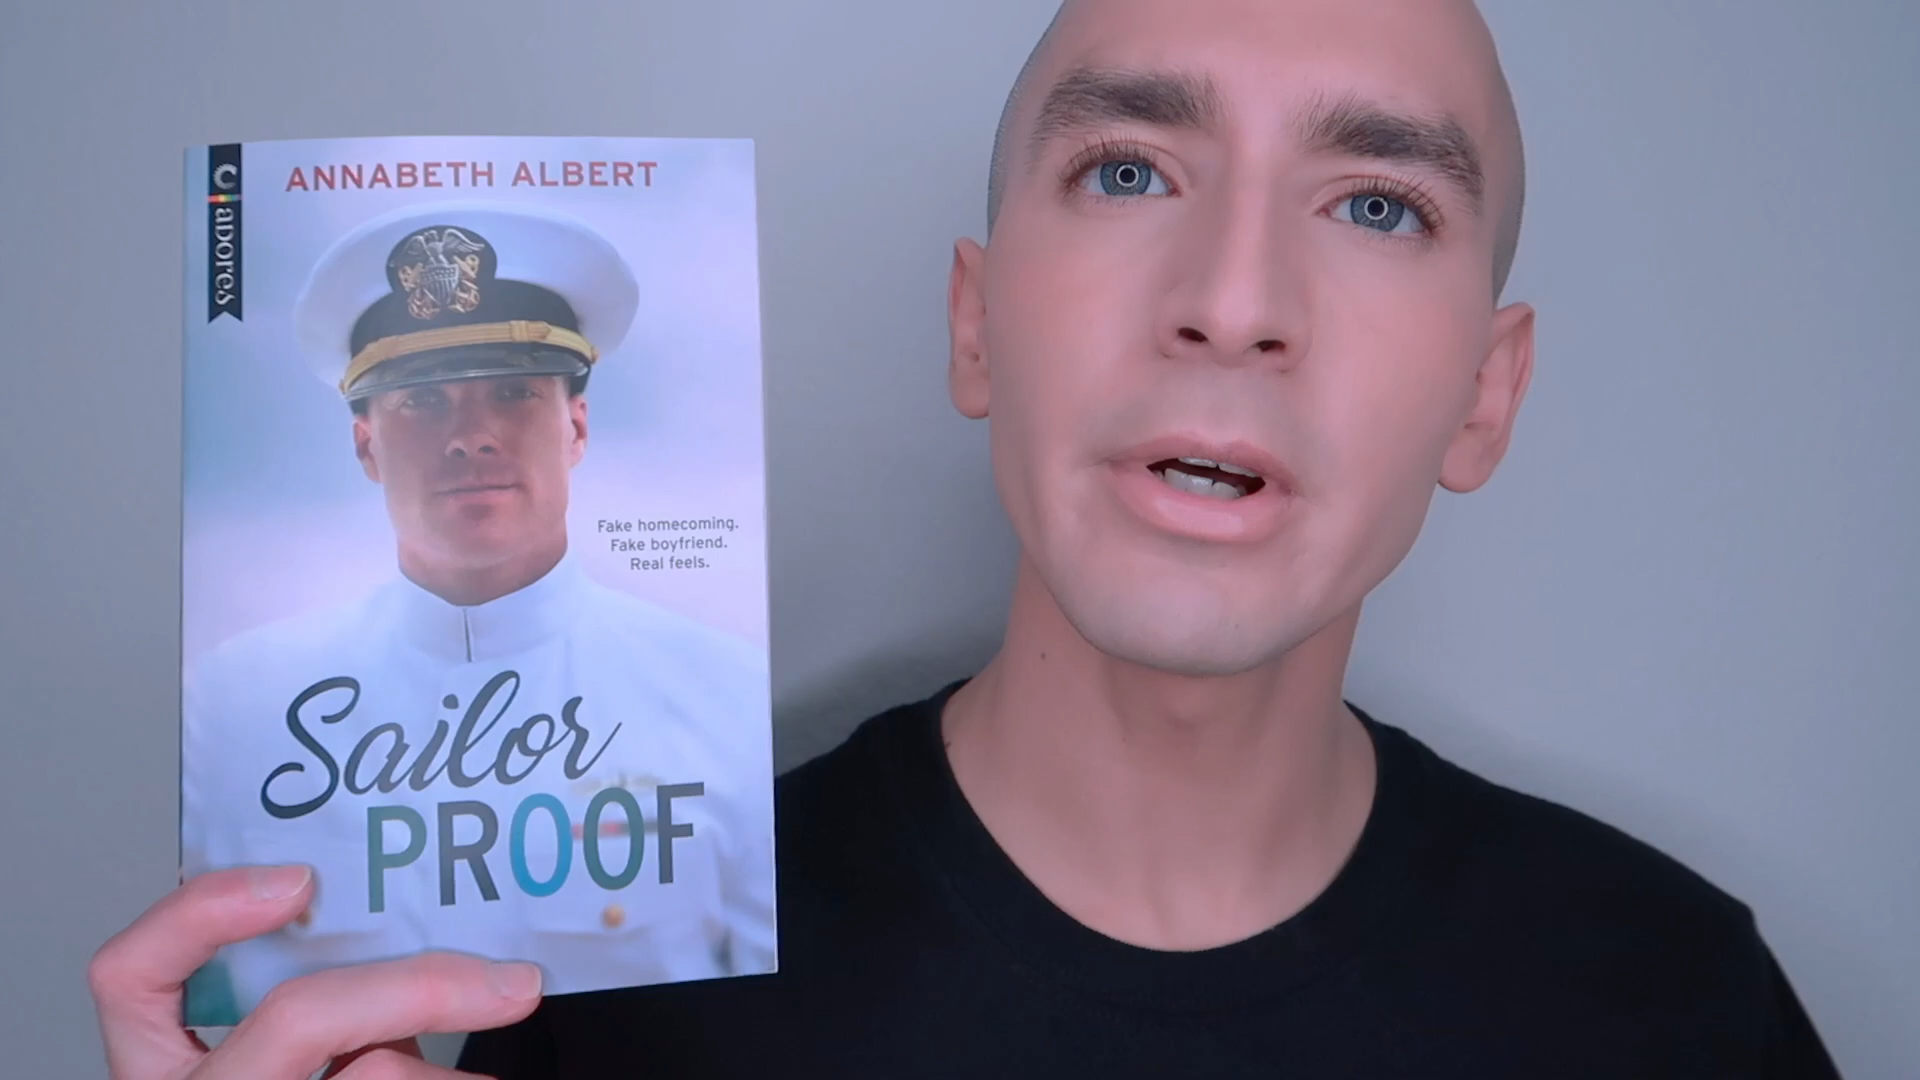 ANNABETH ALBERT
adores
Fake homecoming.
Fake boyfriend.
Real feels.
Sailor
PROOF